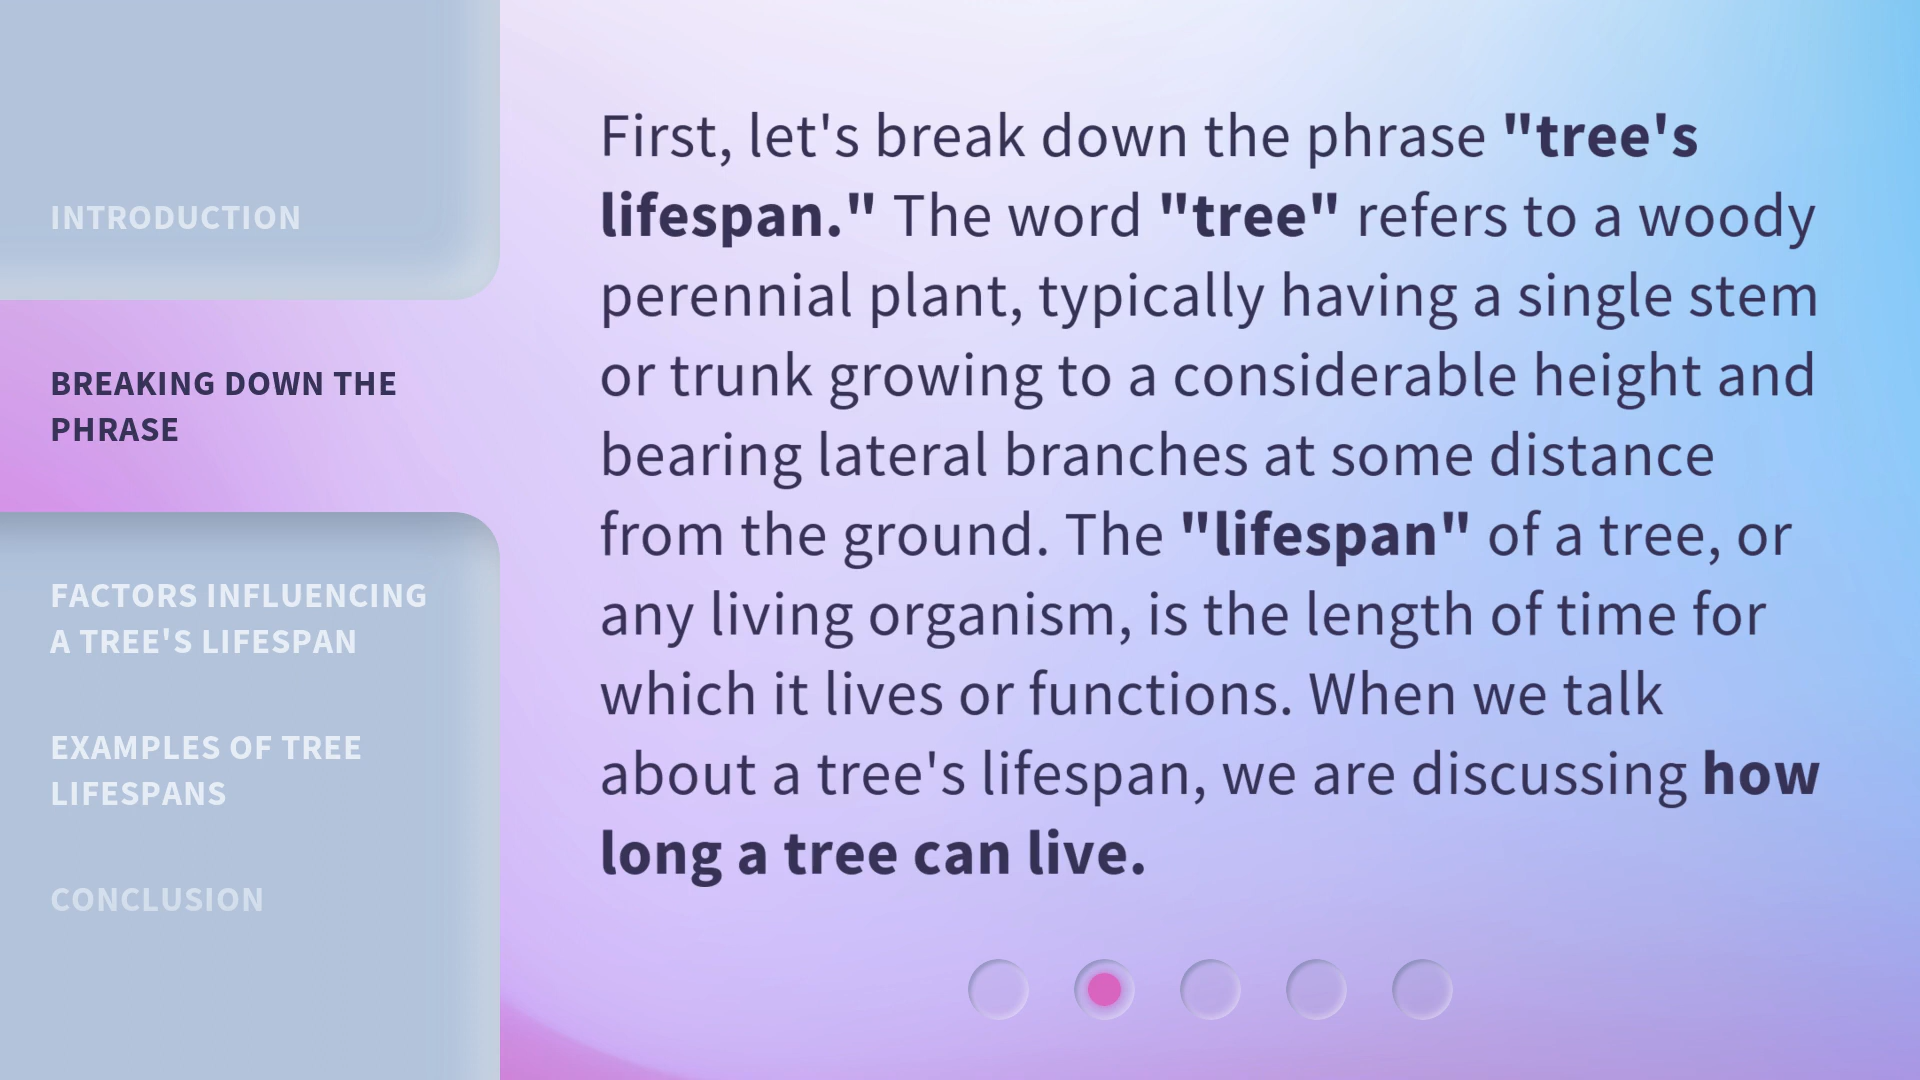 INTRODUCTION
BREAKING DOWN THE
PHRASE
FACTORS INFLUENCING
A TREE'S LIFESPAN
EXAMPLES OF TREE
LIFESPANS
CONCLUSION
First, let's break down the phrase "tree's
lifespan." The word "tree" refers to a woody
perennial plant, typically having a single stem
or trunk growing to a considerable height and
bearing lateral branches at some distance
from the ground. The "lifespan" of a tree, or
any living organism, is the length of time for
which it lives or functions. When we talk
about a tree's lifespan, we are discussing how
long a tree can live.